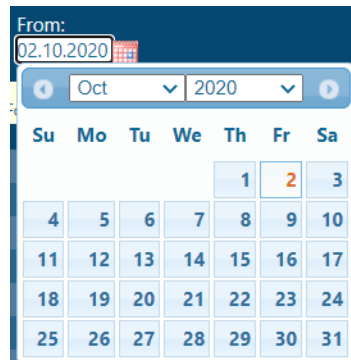 From:
02.10.2020
Oct 2020
Su Mo Tu We Th Fr Sa
1 2 3
4 5 6 7 8 9 10
11 12 13 14 15 16 17
18 19 20 21 22 23 24
25 26 27 28 29 30 31